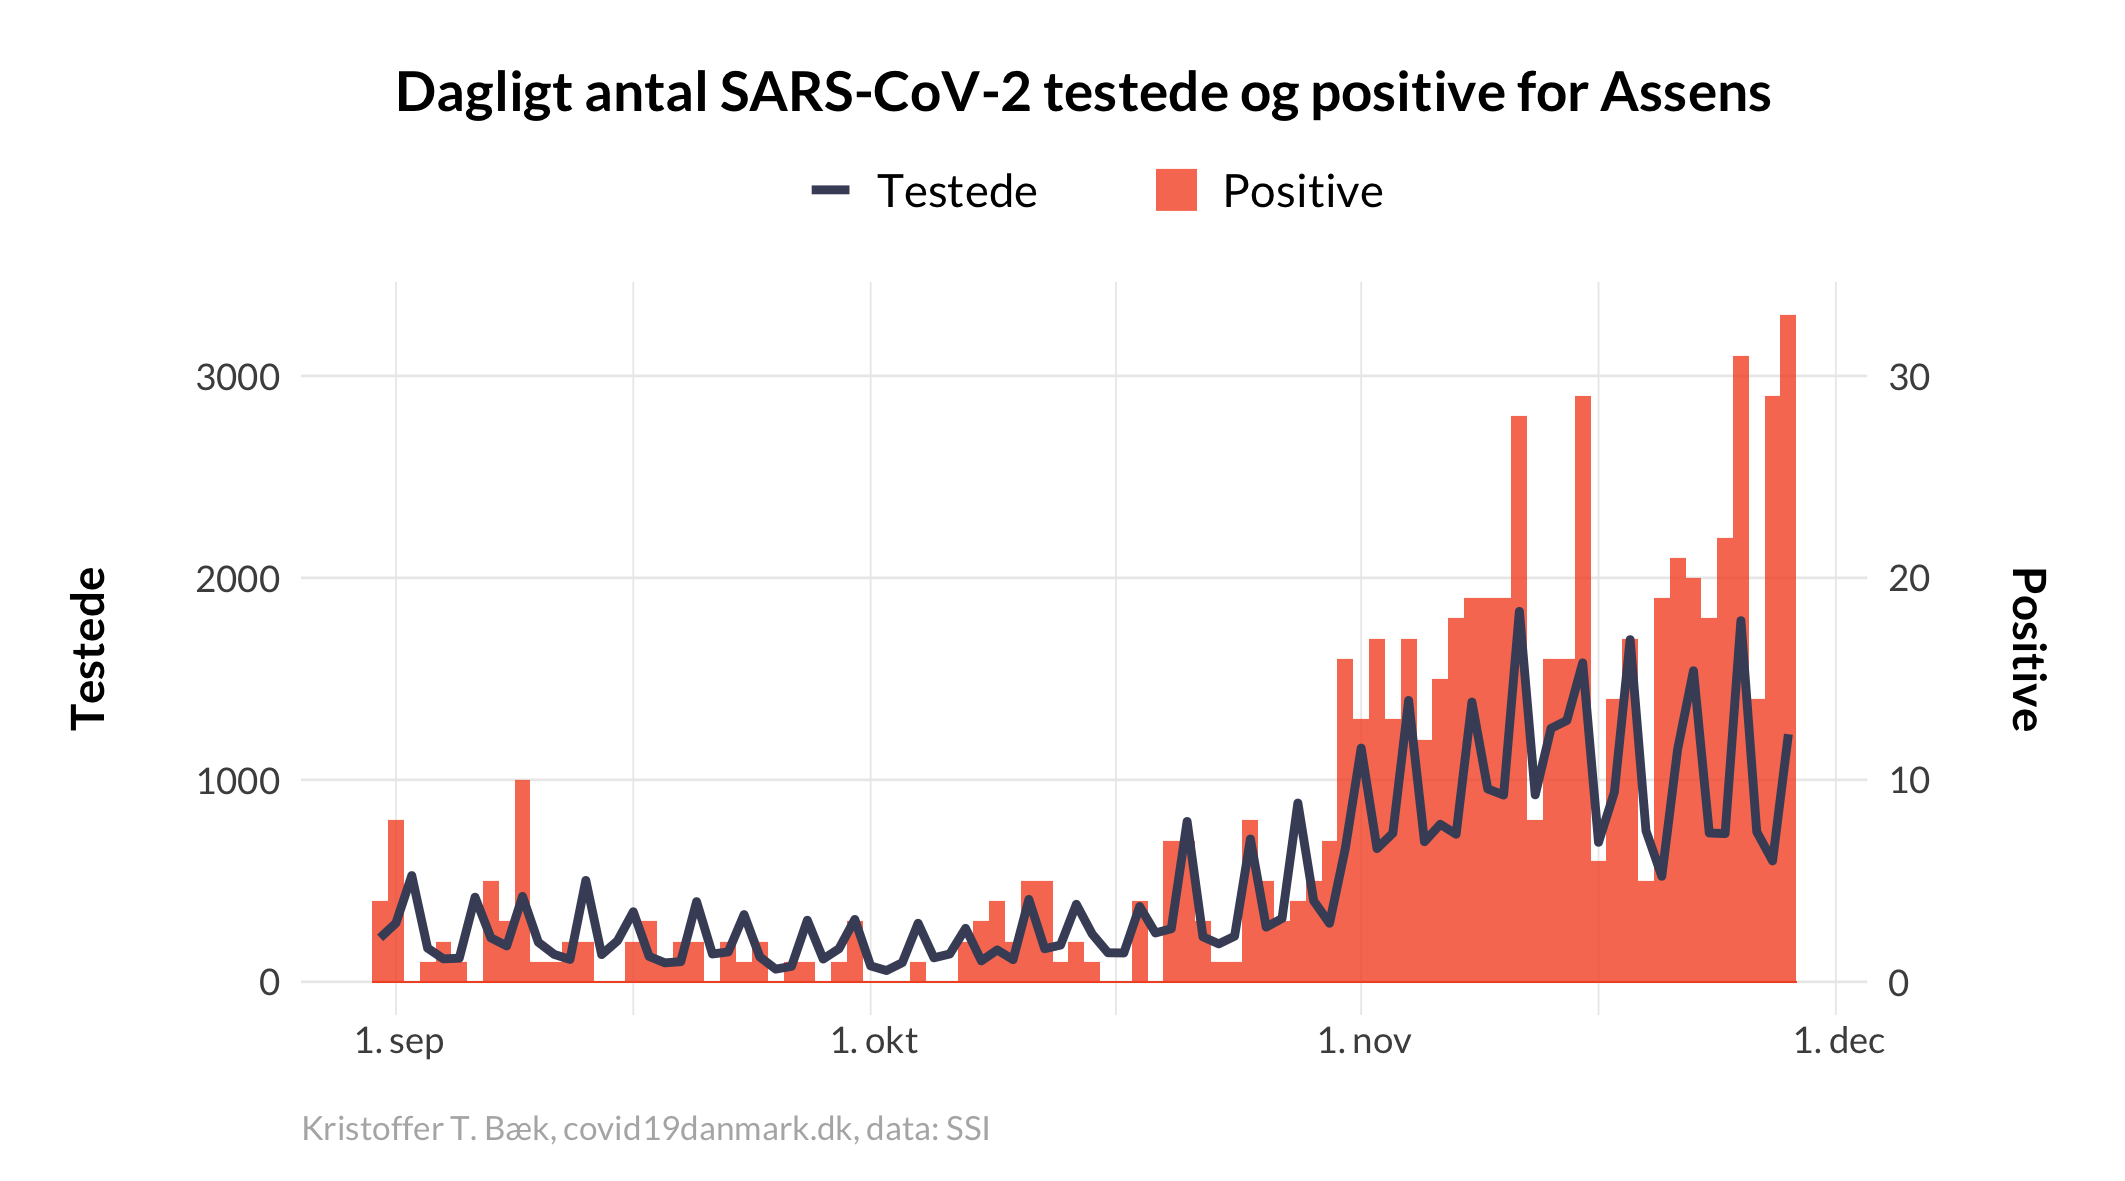 Dagligt antal SARS-CoV-2 testede og positive for Assens
Testede
Positive
3000
2000
1000
0
Testede
30
20
10
0
Positive
1. sep
1. okt
1. nov
1. dec
Kristoffer T. Bæk, covid19danmark.dk, data: SSI